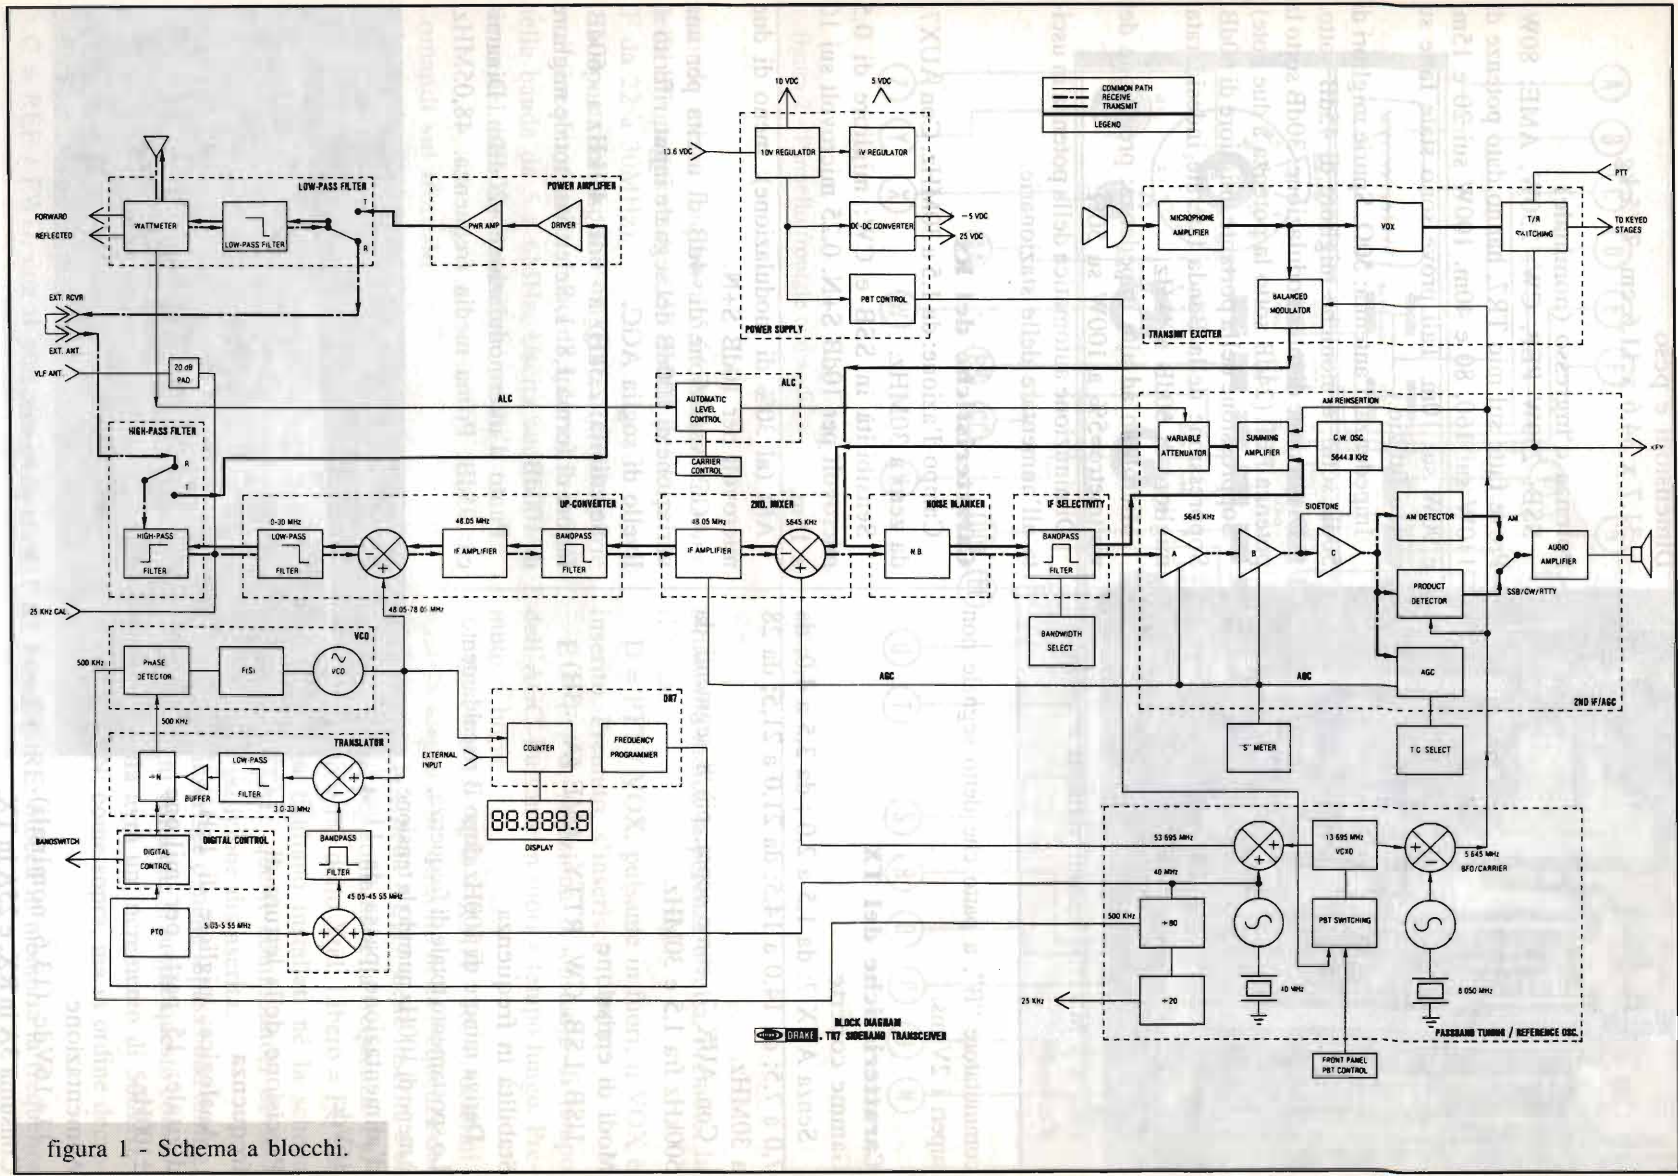 10 VDC
5 VDC
COMMON PATH
RECEIVE
TRANSMIT
LEGEND
13.6 VDC
10V REGULATOR
5V REGULATOR
DC-DC CONVERTER
-5 VDC
25 VDC
PBT CONTROL
POWER SUPPLY
LOW-PASS FILTER
FORWARD
REFLECTED
WATTMETER
LOW-PASS FILTER
T
R
POWER AMPLIFIER
PWR AMP
DRIVER
MICROPHONE AMPLIFIER
VOX
T/R SWITCHING
PTT
TO KEYED STAGES
BALANCED MODULATOR
TRANSMIT EXCITER
EXT. RCVR
EXT. ANT
VLF ANT.
20 dB PAD
ALC
ALC
AUTOMATIC LEVEL CONTROL
CARRIER CONTROL
AM REINSERTION
VARIABLE ATTENUATOR
SUMMING AMPLIFIER
C.W. OSC
5644.8 KHz
KEY
HIGH-PASS FILTER
R
T
HIGH-PASS FILTER
25 KHz CAL.
UP-CONVERTER
0-30 MHz
LOW-PASS FILTER
48.05 MHz
IF AMPLIFIER
BANDPASS FILTER
48.05-78.05 MHz
2ND. MIXER
48.05 MHz
IF AMPLIFIER
5645 KHz
NOISE BLANKER
N.B.
IF SELECTIVITY
BANDPASS FILTER
BANDWIDTH SELECT
5645 KHz
A
B
C
SIDETONE
AM DETECTOR
AM
PRODUCT DETECTOR
SSB/CW/RTTY
AUDIO AMPLIFIER
AGC
AGC
AGC
2ND IF/AGC
"S" METER
T C SELECT
VCO
500 KHz
PHASE DETECTOR
F(S)
VCO
500 KHz
TRANSLATOR
÷N
BUFFER
LOW-PASS FILTER
3.0-33 MHz
BANDPASS FILTER
45.05-45.55 MHz
BANDSWITCH
DIGITAL CONTROL
DIGITAL CONTROL
PTO
5.05-5.55 MHz
DR7
EXTERNAL INPUT
COUNTER
FREQUENCY PROGRAMMER
88.888.8
DISPLAY
53.695 MHz
40 MHz
500 KHz
÷80
25 KHz
÷20
40 MHz
13.695 MHz VCXO
PBT SWITCHING
5.645 MHz
BFO/CARRIER
8.050 MHz
PASSBAND TUNING / REFERENCE OSC.
FRONT PANEL PBT CONTROL
BLOCK DIAGRAM
DRAKE. TR7 SIDEBAND TRANSCEIVER
figura 1 - Schema a blocchi.